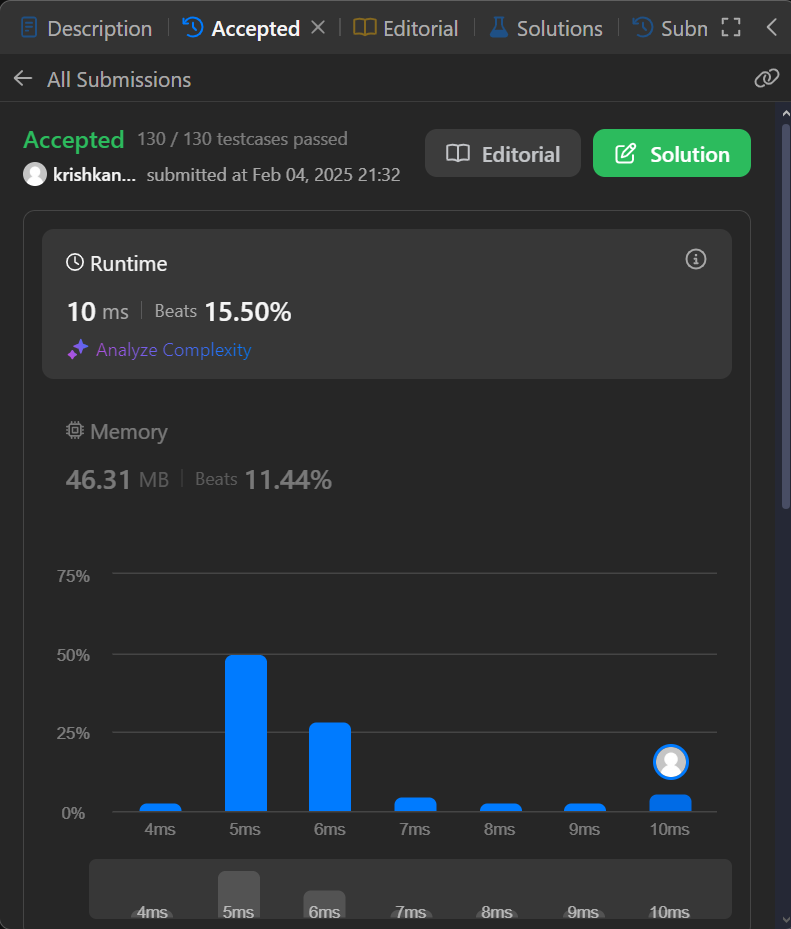 Description Accepted Editorial Solutions Subn
All Submissions
Accepted 130 / 130 testcases passed
krishkan... submitted at Feb 04, 2025 21:32
Editorial
Solution
Runtime
10 ms Beats 15.50%
Analyze Complexity
Memory
46.31 MB Beats 11.44%
75%
50%
25%
0%
4ms 5ms 6ms 7ms 8ms 9ms 10ms
4ms 5ms 6ms 7ms 8ms 9ms 10ms